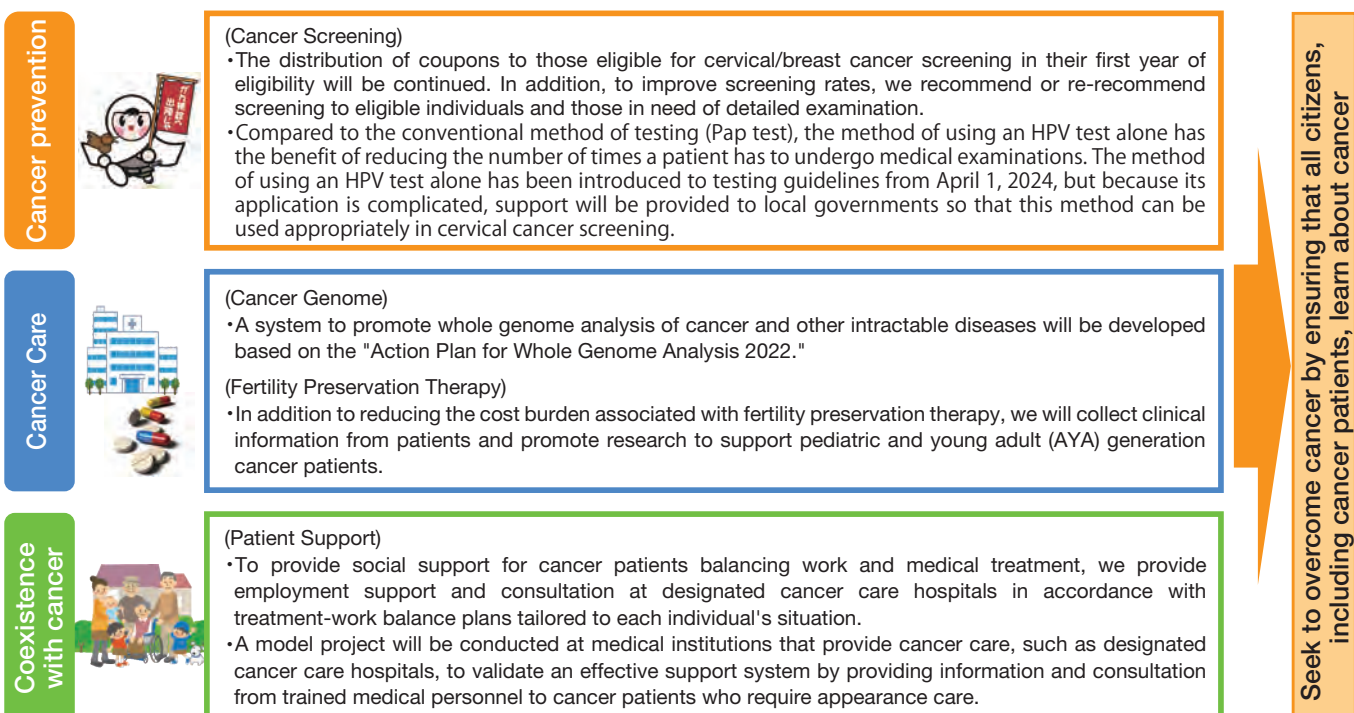 Cancer prevention
がん検診へ
出陣じゃ
(Cancer Screening)
・The distribution of coupons to those eligible for cervical/breast cancer screening in their first year of
eligibility will be continued. In addition, to improve screening rates, we recommend or re-recommend
screening to eligible individuals and those in need of detailed examination.
・Compared to the conventional method of testing (Pap test), the method of using an HPV test alone has
the benefit of reducing the number of times a patient has to undergo medical examinations. The method
of using an HPV test alone has been introduced to testing guidelines from April 1, 2024, but because its
application is complicated, support will be provided to local governments so that this method can be
used appropriately in cervical cancer screening.
Cancer Care
(Cancer Genome)
・A system to promote whole genome analysis of cancer and other intractable diseases will be developed
based on the "Action Plan for Whole Genome Analysis 2022."
(Fertility Preservation Therapy)
・In addition to reducing the cost burden associated with fertility preservation therapy, we will collect clinical
information from patients and promote research to support pediatric and young adult (AYA) generation
cancer patients.
Coexistence
with cancer
(Patient Support)
・To provide social support for cancer patients balancing work and medical treatment, we provide
employment support and consultation at designated cancer care hospitals in accordance with
treatment-work balance plans tailored to each individual's situation.
・A model project will be conducted at medical institutions that provide cancer care, such as designated
cancer care hospitals, to validate an effective support system by providing information and consultation
from trained medical personnel to cancer patients who require appearance care.
Seek to overcome cancer by ensuring that all citizens,
including cancer patients, learn about cancer